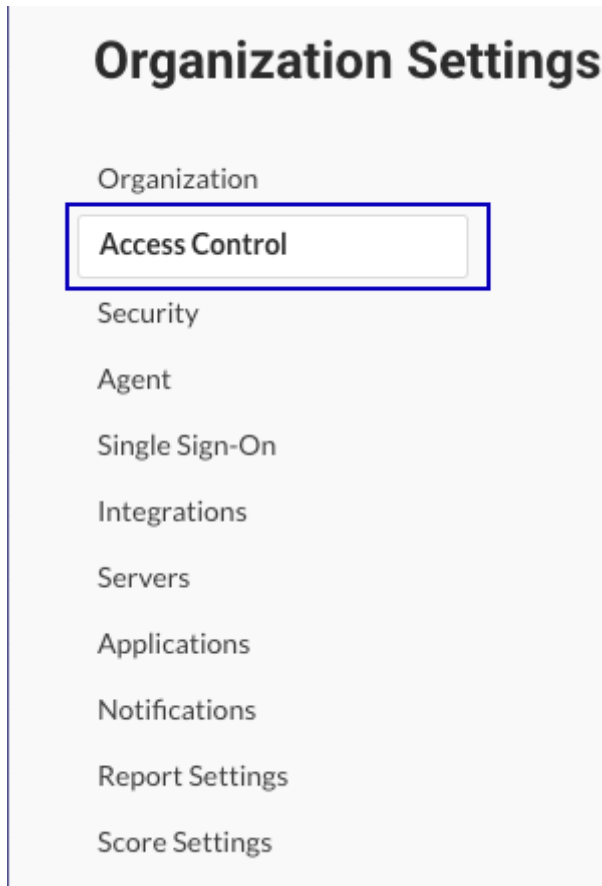 Organization Settings
Organization
Access Control
Security
Agent
Single Sign-On
Integrations
Servers
Applications
Notifications
Report Settings
Score Settings